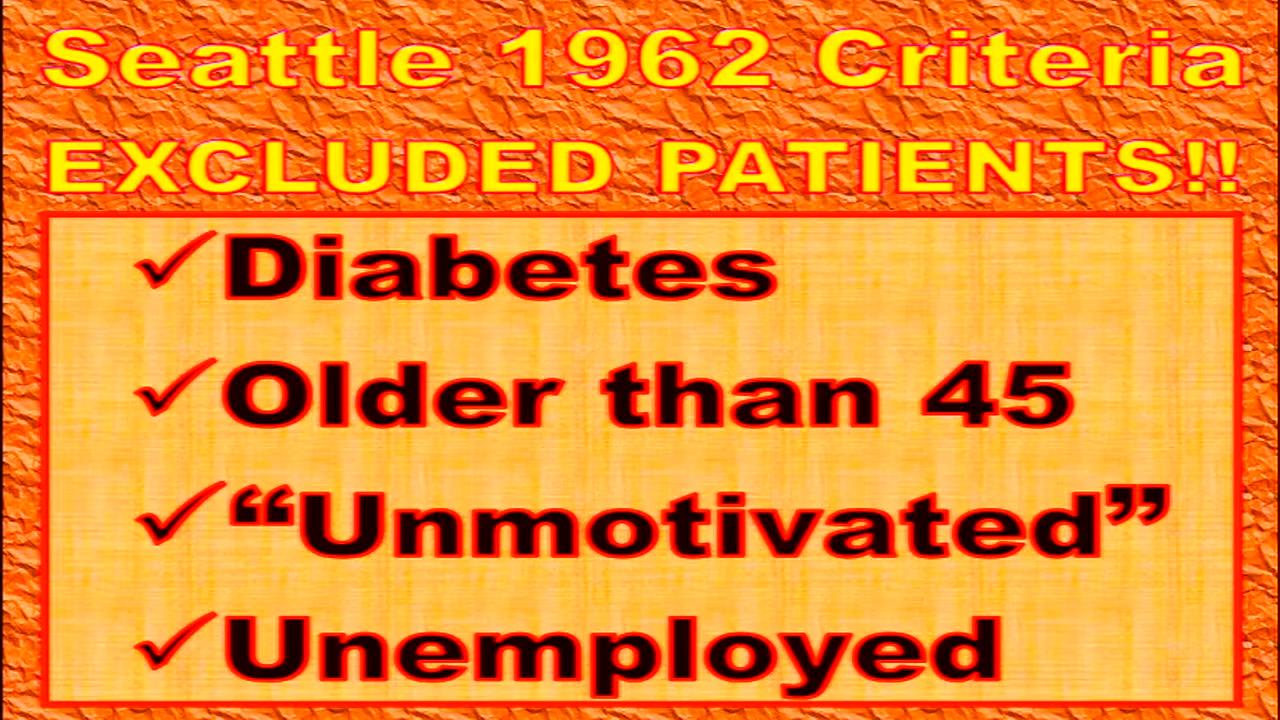 Seattle 1962 Criteria
EXCLUDED PATIENTS!!
✓Diabetes
✓Older than 45
✓“Unmotivated”
✓Unemployed